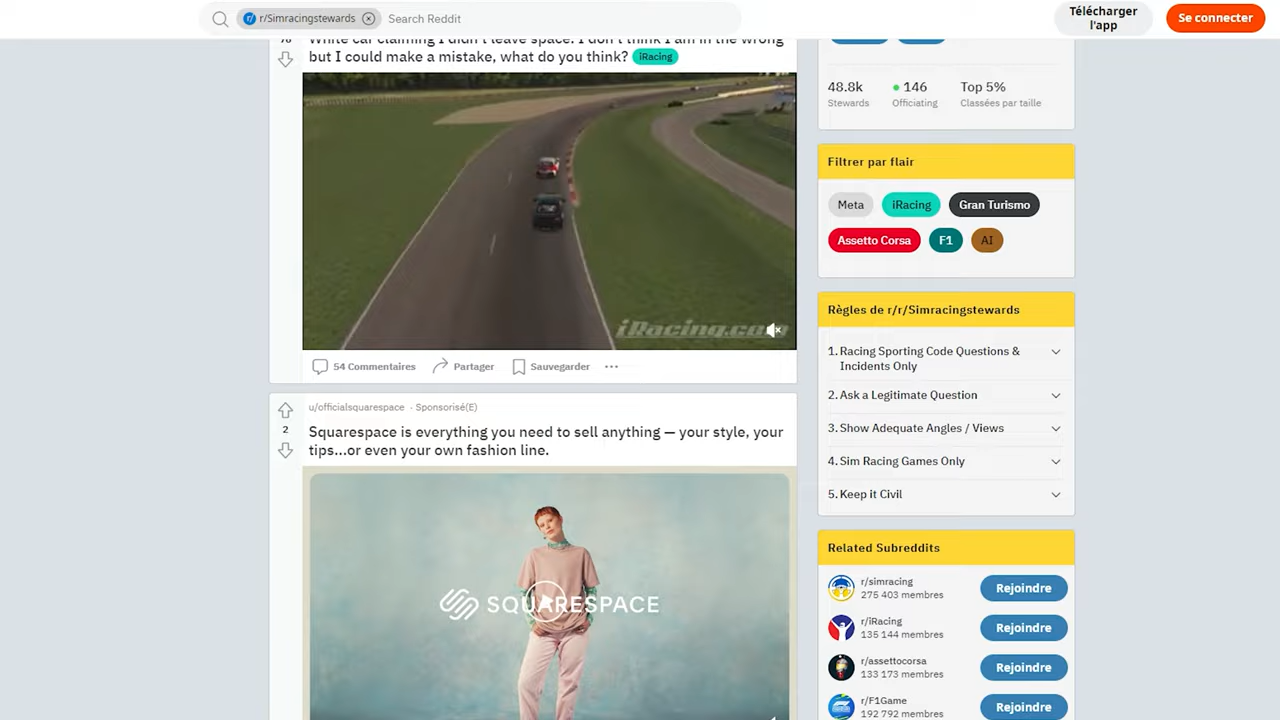 r/Simracingstewards
Search Reddit
Télécharger
l'app
Se connecter
White car claiming I didn't leave space. I don't think I am in the wrong
but I could make a mistake, what do you think? iRacing
iRacing.com
54 Commentaires
Partager
Sauvegarder
u/officialsquarespace · Sponsorisé(E)
2
Squarespace is everything you need to sell anything — your style, your
tips...or even your own fashion line.
SQUARESPACE
48.8k
Stewards
146
Officiating
Top 5%
Classées par taille
Filtrer par flair
Meta
iRacing
Gran Turismo
Assetto Corsa
F1
AI
Règles de r/r/Simracingstewards
1. Racing Sporting Code Questions &
Incidents Only
2. Ask a Legitimate Question
3. Show Adequate Angles / Views
4. Sim Racing Games Only
5. Keep it Civil
Related Subreddits
r/simracing
275 403 membres
Rejoindre
r/iRacing
135 144 membres
Rejoindre
r/assettocorsa
133 173 membres
Rejoindre
r/F1Game
192 792 membres
Rejoindre